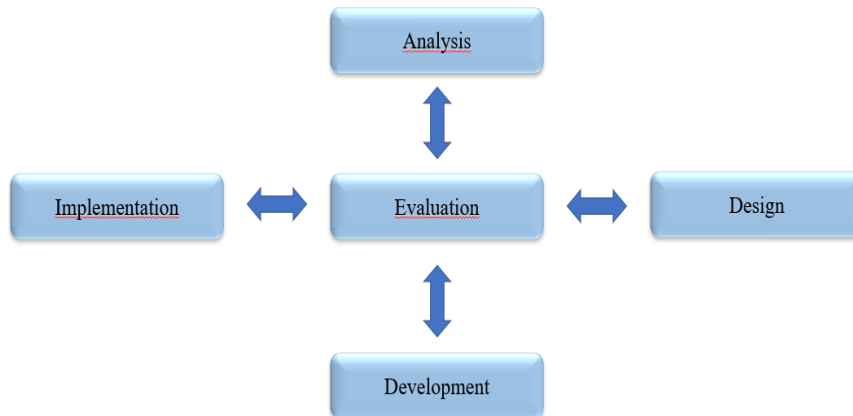 Analysis
Implementation
Evaluation
Design
Development